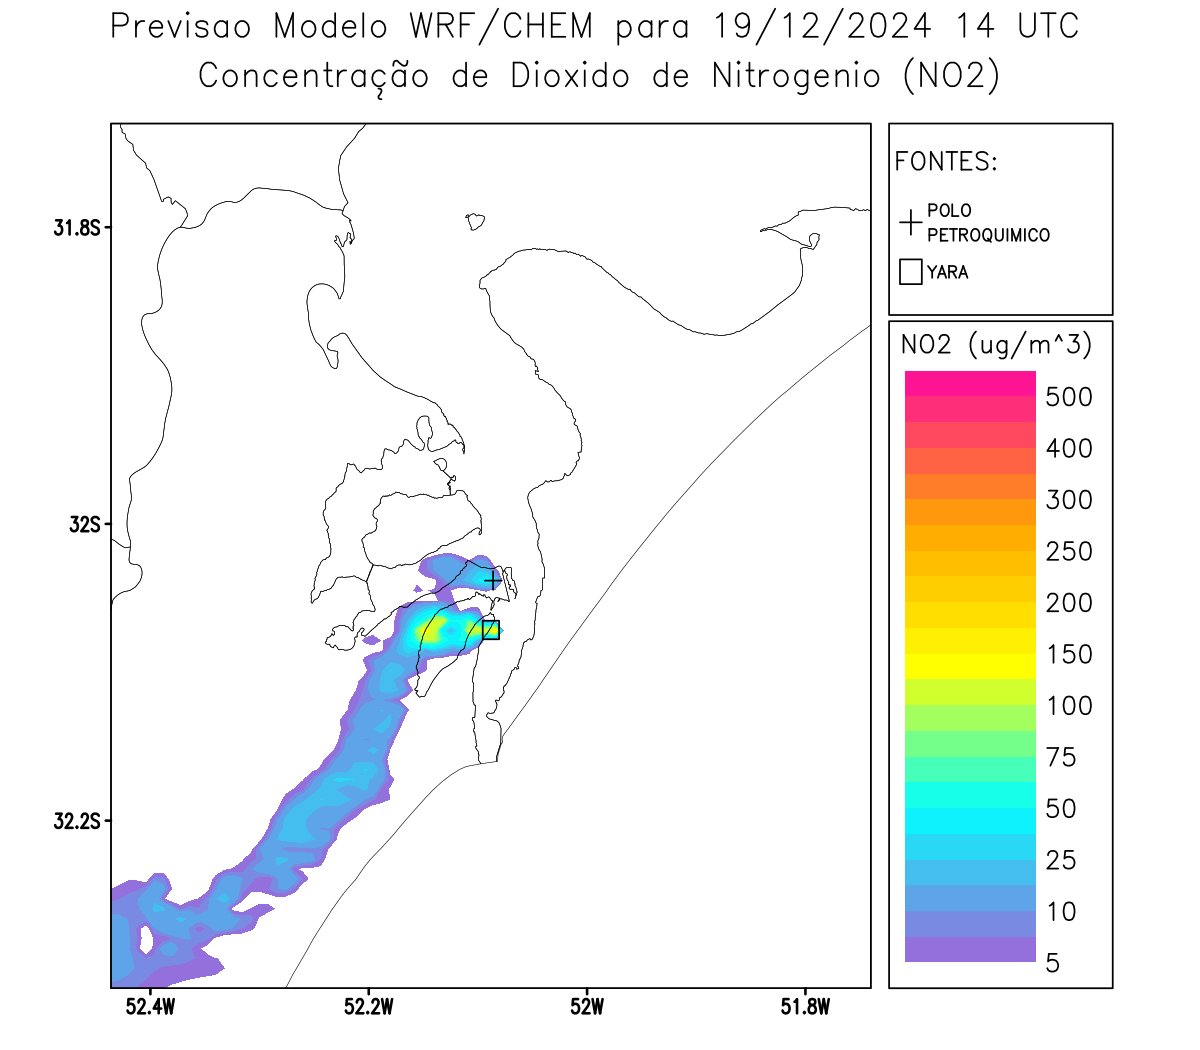 Previsao Modelo WRF/CHEM para 19/12/2024 14 UTC
Concentração de Dioxido de Nitrogenio (NO2)
FONTES:
POLO
PETROQUIMICO
YARA
NO2 (ug/m^3)
500
400
300
250
200
150
100
75
50
25
10
5
31.8S
32S
32.2S
52.4W
52.2W
52W
51.8W